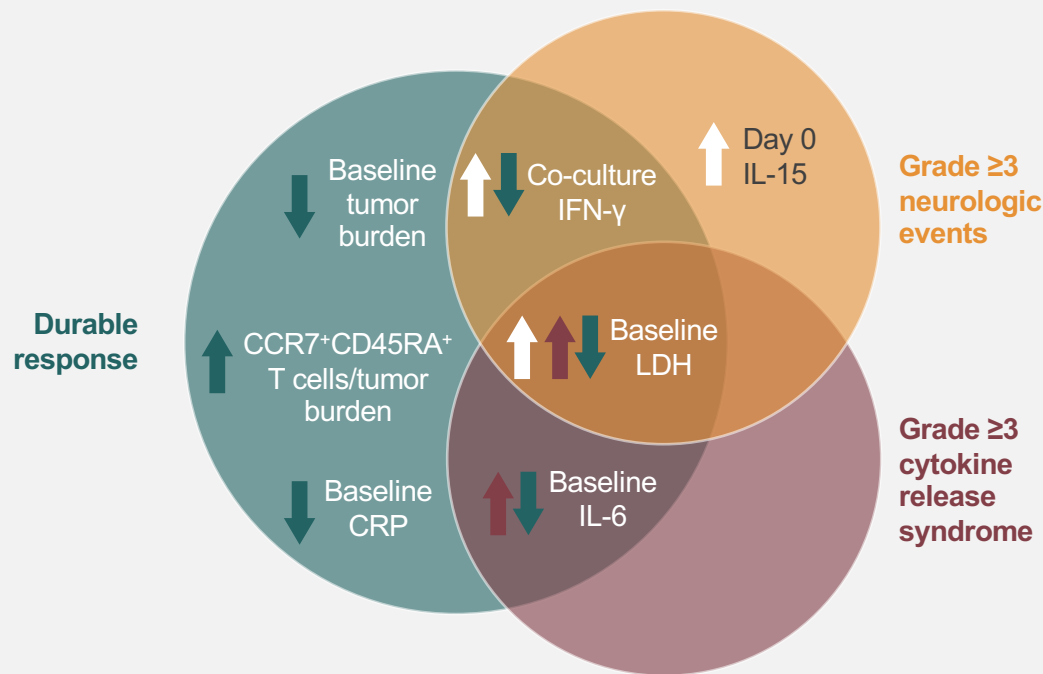 Baseline
tumor
burden
Co-culture
IFN-γ
Day 0
IL-15
Grade ≥3
neurologic
events
Durable
response
CCR7⁺CD45RA⁺
T cells/tumor
burden
Baseline
LDH
Grade ≥3
cytokine
release
syndrome
Baseline
CRP
Baseline
IL-6